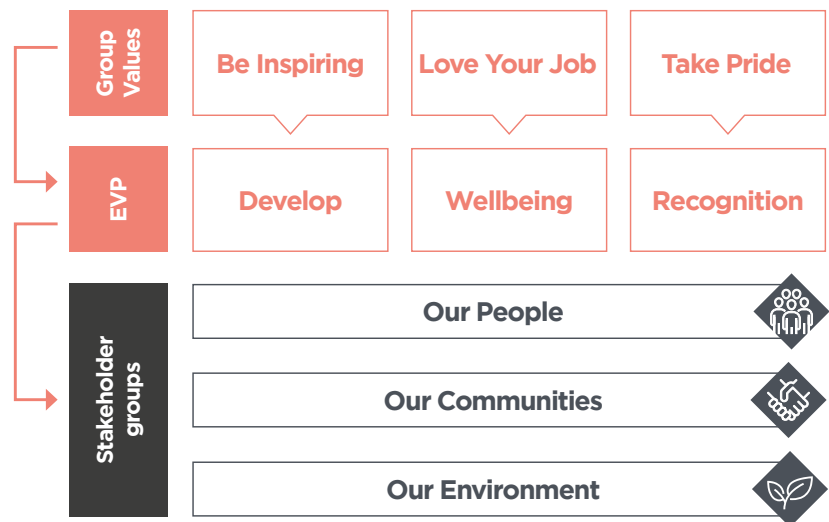 Group
Values
Be Inspiring
Love Your Job
Take Pride
EVP
Develop
Wellbeing
Recognition
Stakeholder
groups
Our People
Our Communities
Our Environment